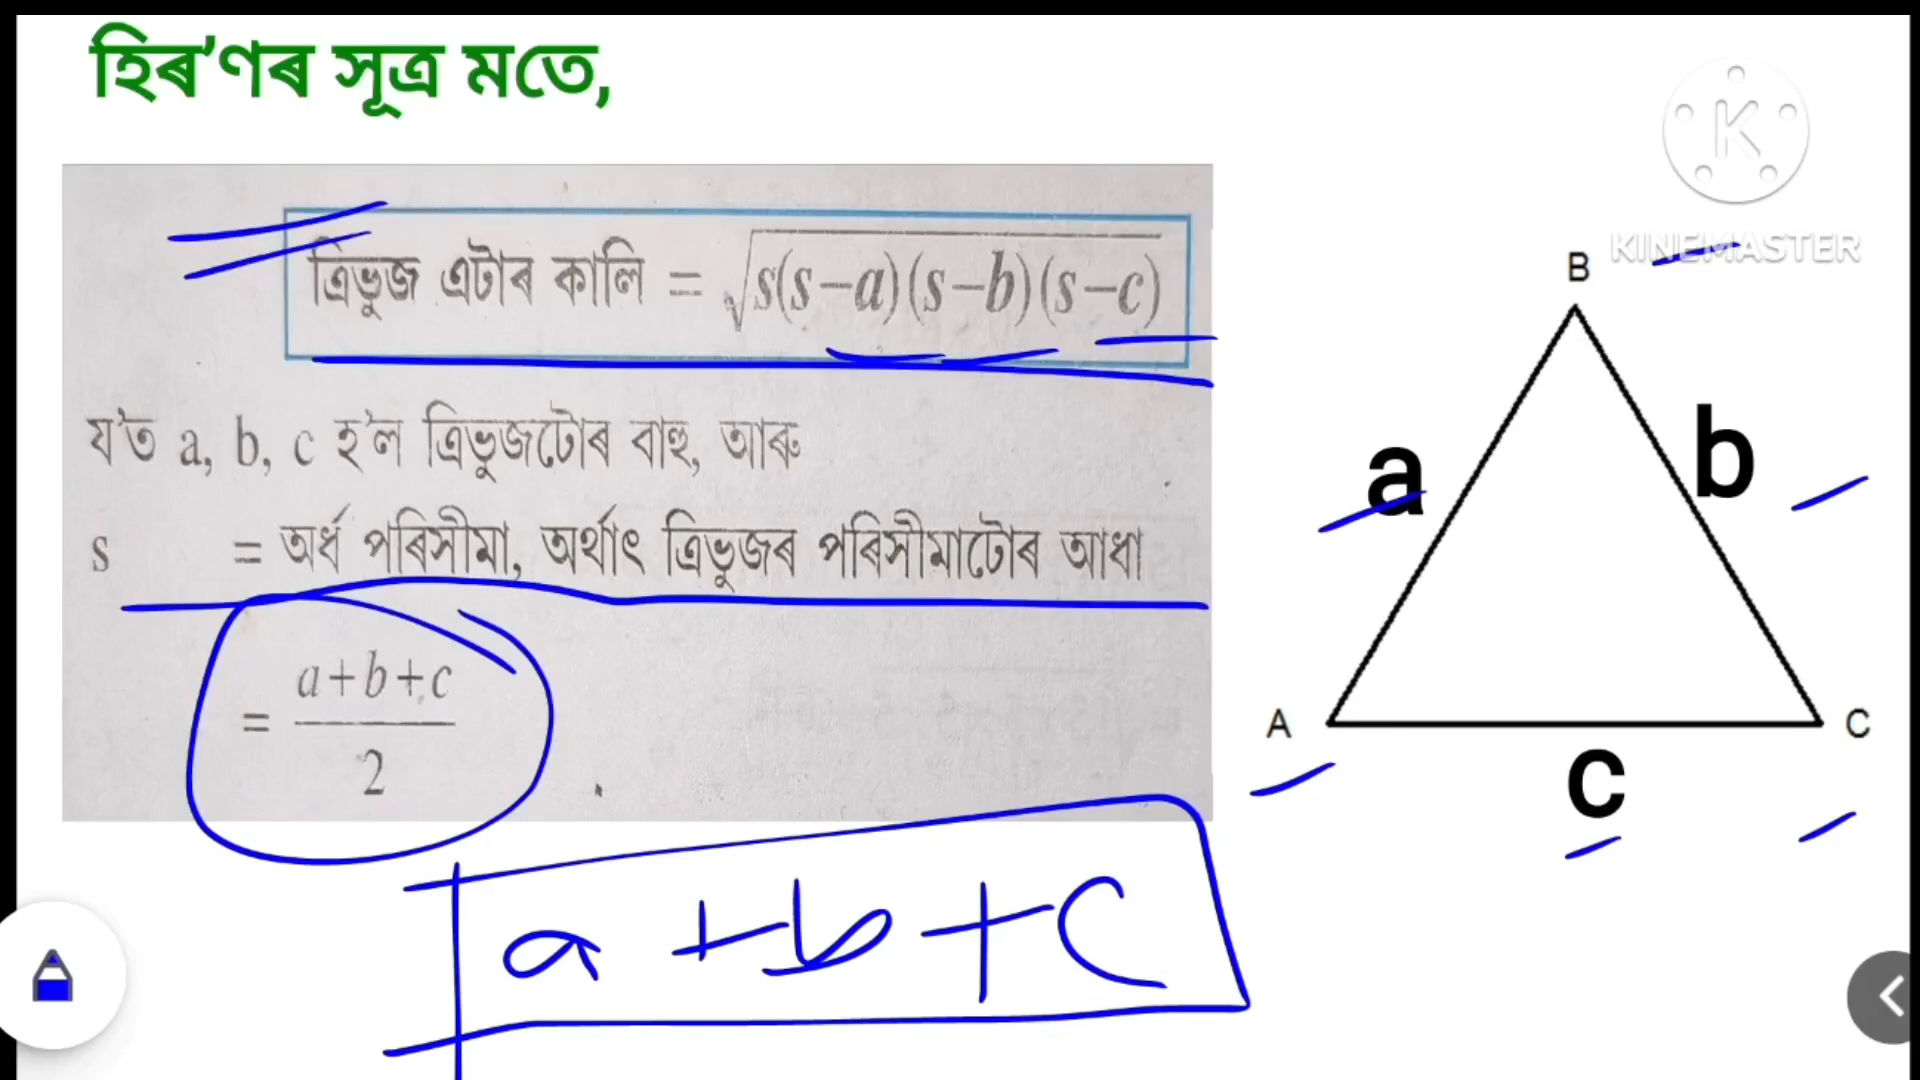 হিৰ'ণৰ সূত্ৰ মতে,
ত্ৰিভুজ এটাৰ কালি = √s(s−a)(s−b)(s−c)
য'ত a, b, c হ'ল ত্ৰিভুজটোৰ বাহু, আৰু
s = অৰ্ধ পৰিসীমা, অৰ্থাৎ ত্ৰিভুজৰ পৰিসীমাটোৰ আধা
= a+b+c
2
a + b + c
K
KINEMASTER
B
a
b
A
C
c